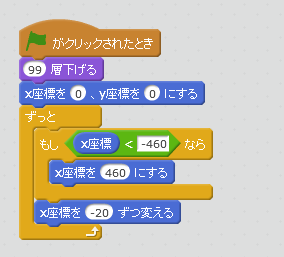 がクリックされたとき
99 層下げる
x座標を 0 、y座標を 0 にする
ずっと
もし x座標 < -460 なら
x座標を 460 にする
x座標を -20 ずつ変える